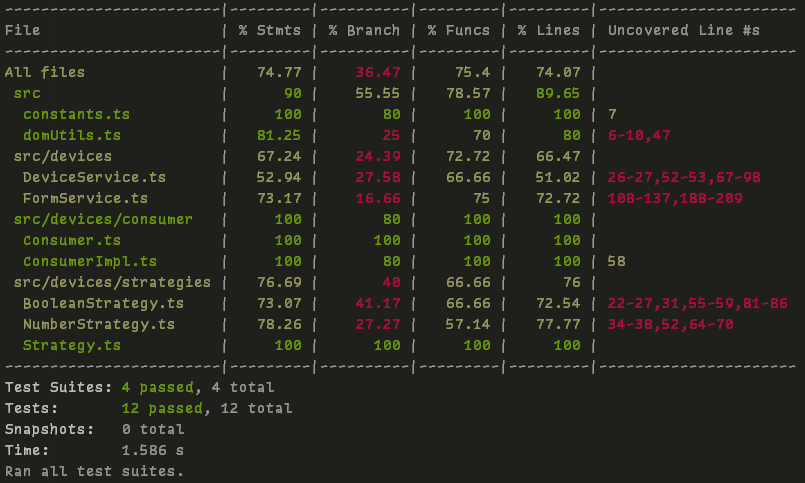 -------------------------|---------|----------|---------|---------|----------------------
File                     | % Stmts | % Branch | % Funcs | % Lines | Uncovered Line #s
-------------------------|---------|----------|---------|---------|----------------------
All files                |   74.77 |    36.47 |    75.4 |   74.07 |
 src                     |      90 |    55.55 |   78.57 |   89.65 |
  constants.ts           |     100 |       80 |     100 |     100 | 7
  domUtils.ts            |   81.25 |       25 |      70 |      80 | 6-10,47
 src/devices             |   67.24 |    24.39 |   72.72 |   66.47 |
  DeviceService.ts       |   52.94 |    27.58 |   66.66 |   51.02 | 26-27,52-53,67-98
  FormService.ts         |   73.17 |    16.66 |      75 |   72.72 | 108-137,188-209
 src/devices/consumer    |     100 |       80 |     100 |     100 |
  Consumer.ts            |     100 |      100 |     100 |     100 |
  ConsumerImpl.ts        |     100 |       80 |     100 |     100 | 58
 src/devices/strategies  |   76.69 |       40 |   66.66 |      76 |
  BooleanStrategy.ts     |   73.07 |    41.17 |   66.66 |   72.54 | 22-27,31,55-59,81-86
  NumberStrategy.ts      |   78.26 |    27.27 |   57.14 |   77.77 | 34-38,52,64-70
  Strategy.ts            |     100 |      100 |     100 |     100 |
-------------------------|---------|----------|---------|---------|----------------------
Test Suites: 4 passed, 4 total
Tests:       12 passed, 12 total
Snapshots:   0 total
Time:        1.586 s
Ran all test suites.